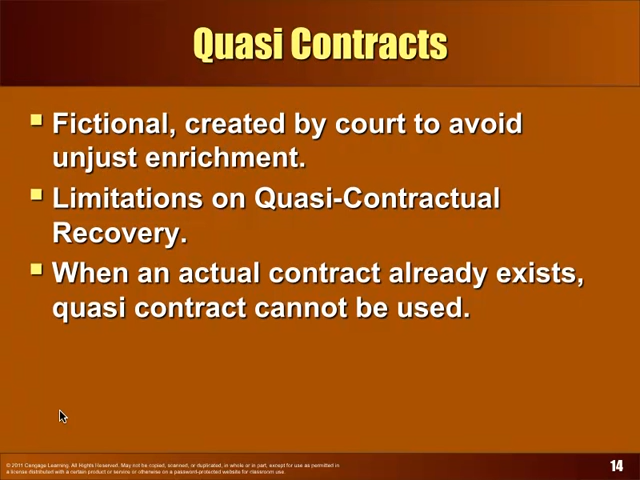 Quasi Contracts
Fictional, created by court to avoid
unjust enrichment.
Limitations on Quasi-Contractual
Recovery.
When an actual contract already exists,
quasi contract cannot be used.
© 2011 Cengage Learning. All Rights Reserved. May not be copied, scanned, or duplicated, in whole or in part, except for use as permitted in
a license distributed with a certain product or service or otherwise on a password-protected website for classroom use.
14